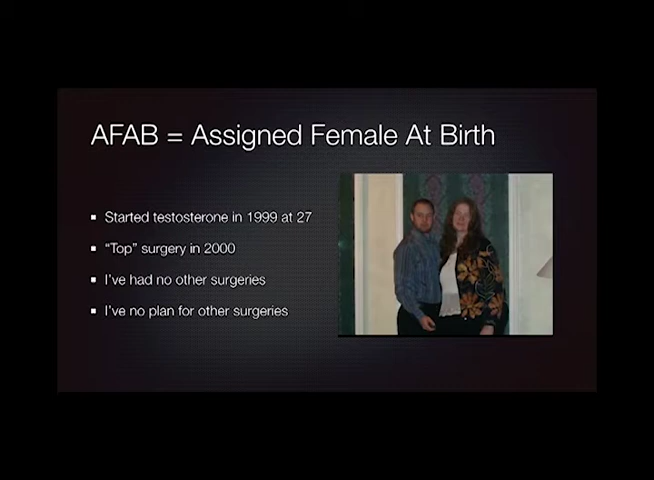 AFAB = Assigned Female At Birth
Started testosterone in 1999 at 27
“Top” surgery in 2000
I’ve had no other surgeries
I’ve no plan for other surgeries